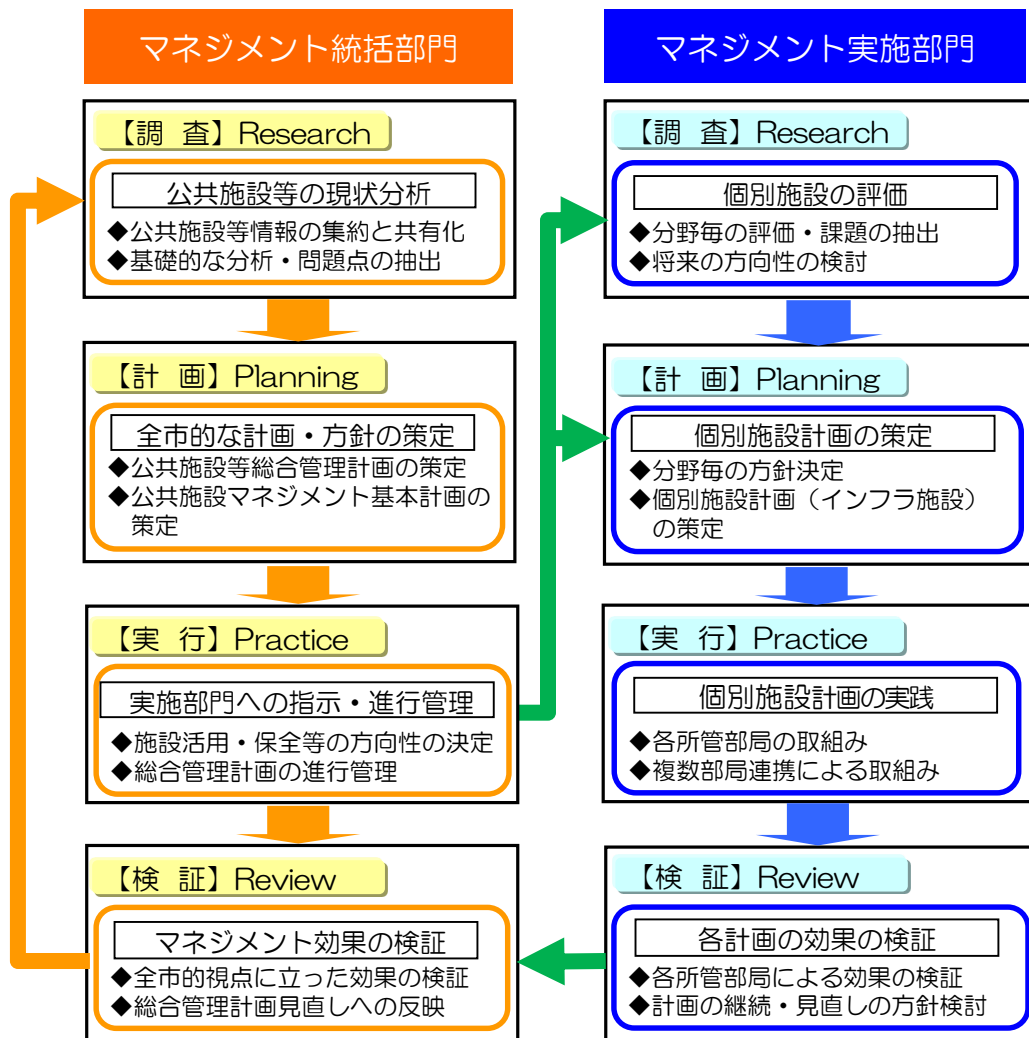 マネジメント統括部門
【調 査】Research
公共施設等の現状分析
◆公共施設等情報の集約と共有化
◆基礎的な分析・問題点の抽出
【計 画】Planning
全市的な計画・方針の策定
◆公共施設等総合管理計画の策定
◆公共施設マネジメント基本計画の
策定
【実 行】Practice
実施部門への指示・進行管理
◆施設活用・保全等の方向性の決定
◆総合管理計画の進行管理
【検 証】Review
マネジメント効果の検証
◆全市的視点に立った効果の検証
◆総合管理計画見直しへの反映
マネジメント実施部門
【調 査】Research
個別施設の評価
◆分野毎の評価・課題の抽出
◆将来の方向性の検討
【計 画】Planning
個別施設計画の策定
◆分野毎の方針決定
◆個別施設計画（インフラ施設）
の策定
【実 行】Practice
個別施設計画の実践
◆各所管部局の取組み
◆複数部局連携による取組み
【検 証】Review
各計画の効果の検証
◆各所管部局による効果の検証
◆計画の継続・見直しの方針検討